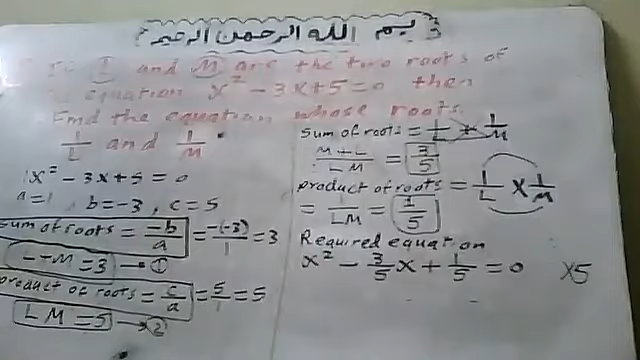 بسم الله الرحمن الرحيم
If L and M are the two roots of
equation x² - 3x + 5 = 0 then
Find the equation whose roots
1/L and 1/M .
x² - 3x + 5 = 0
a = 1 , b = -3 , c = 5
Sum of roots = -b/a = -(-3)/1 = 3
L + M = 3 → ①
product of roots = c/a = 5/1 = 5
L M = 5 → ②
Sum of roots = 1/L + 1/M
M + L / L M = 3/5
product of roots = 1/L × 1/M
= 1/LM = 1/5
Required equation
x² - 3/5 x + 1/5 = 0 ×5